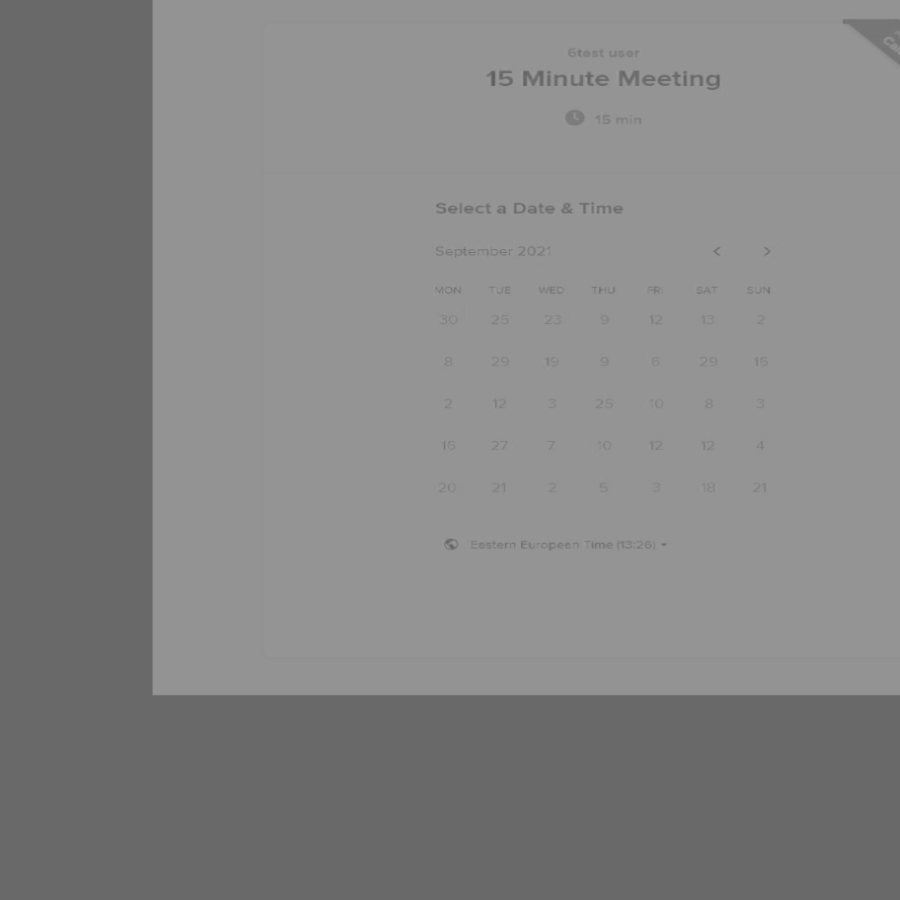 6test user
15 Minute Meeting
15 min
Select a Date & Time
September 2021
MON TUE WED THU FRI SAT SUN
30 25 23 9 12 13 2
8 29 19 9 6 29 15
2 12 3 25 10 8 3
15 27 7 10 12 12 4
20 21 2 5 3 18 21
Eastern European Time (13:26)